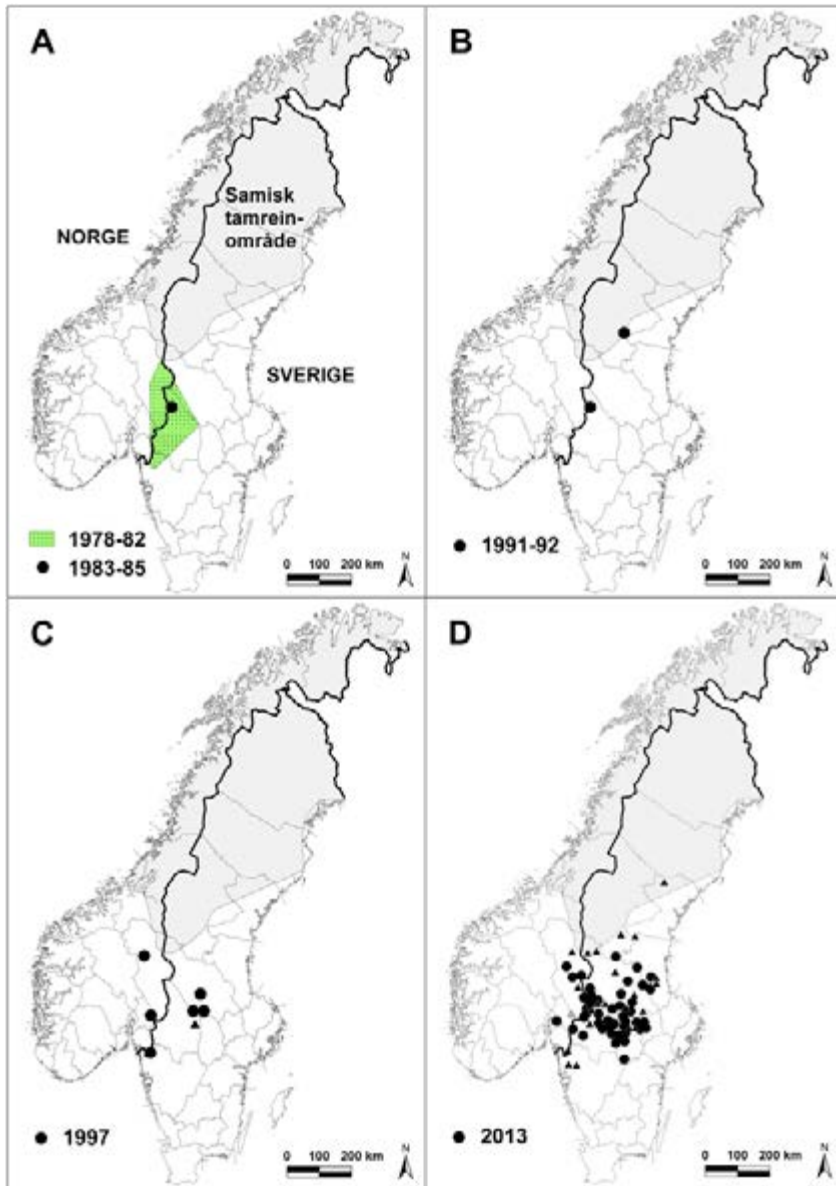 A
Samisk
tamrein-
område
NORGE
SVERIGE
1978-82
1983-85
0 100 200 km
N
B
1991-92
0 100 200 km
N
C
1997
0 100 200 km
N
D
2013
0 100 200 km
N